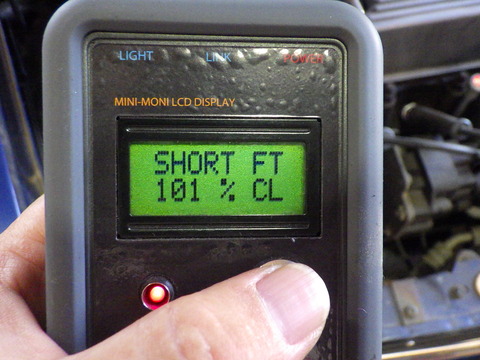 LIGHT LINK POWER
MINI-MONI LCD DISPLAY
SHORT FT
101 % CL